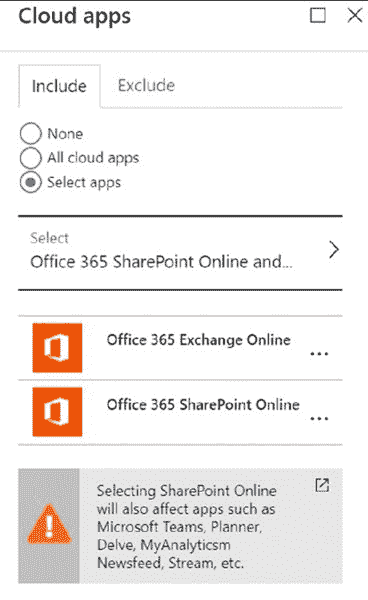 Cloud apps
Include
Exclude
None
All cloud apps
Select apps
Select
Office 365 SharePoint Online and...
Office 365 Exchange Online
...
Office 365 SharePoint Online
...
Selecting SharePoint Online
will also affect apps such as
Microsoft Teams, Planner,
Delve, MyAnalyticsm
Newsfeed, Stream, etc.